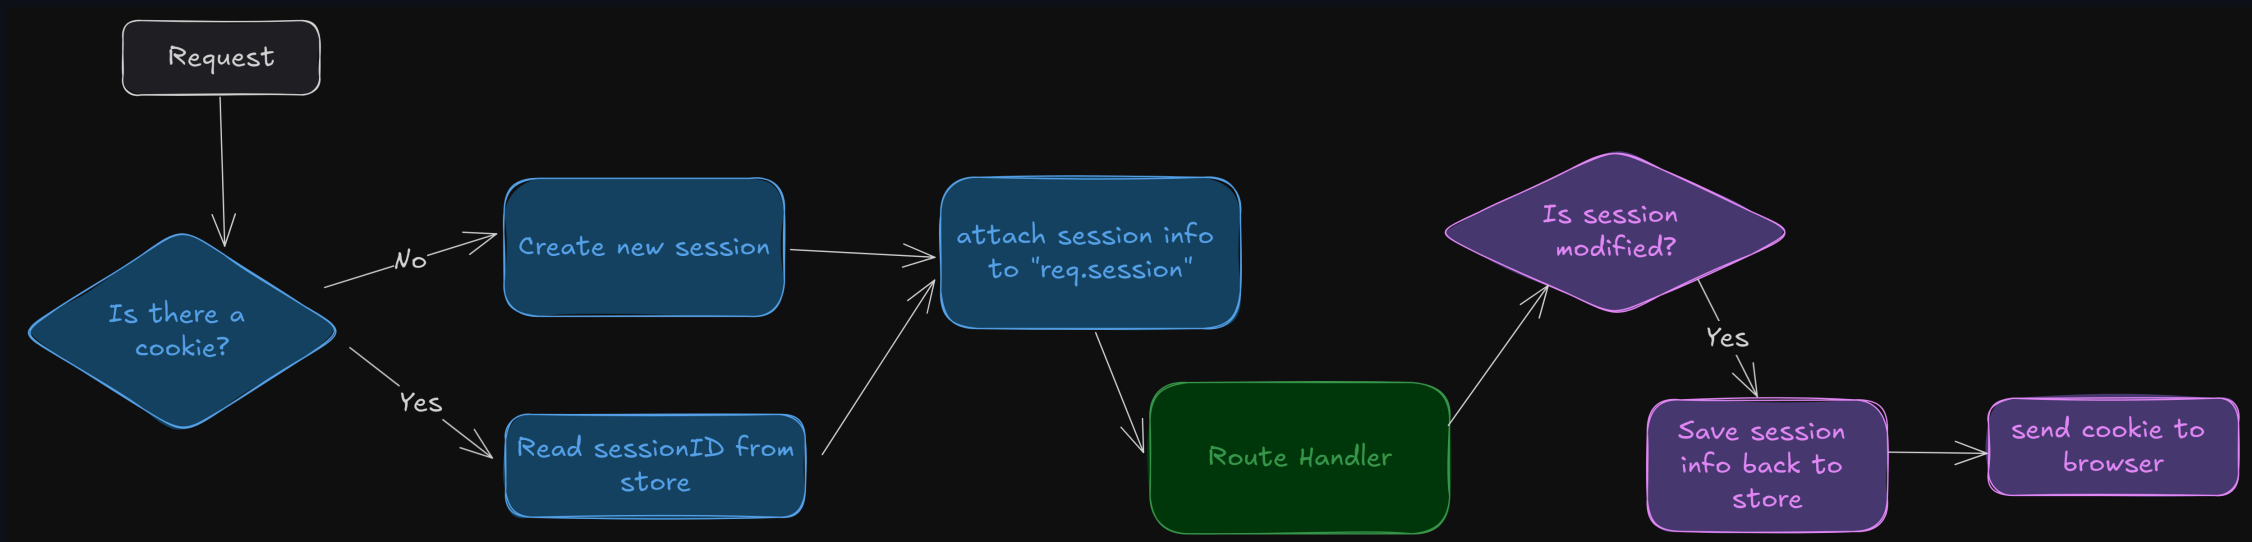 Request
Is there a
cookie?
No
Yes
Create new session
Read sessionID from
store
attach session info
to "req.session"
Route Handler
Is session
modified?
Yes
Save session
info back to
store
send cookie to
browser